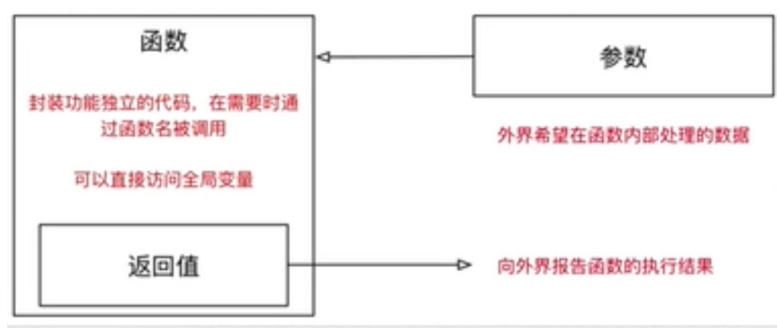 函数
参数
封装功能独立的代码，在需要时通
过函数名被调用
外界希望在函数内部处理的数据
可以直接访问全局变量
返回值
向外界报告函数的执行结果